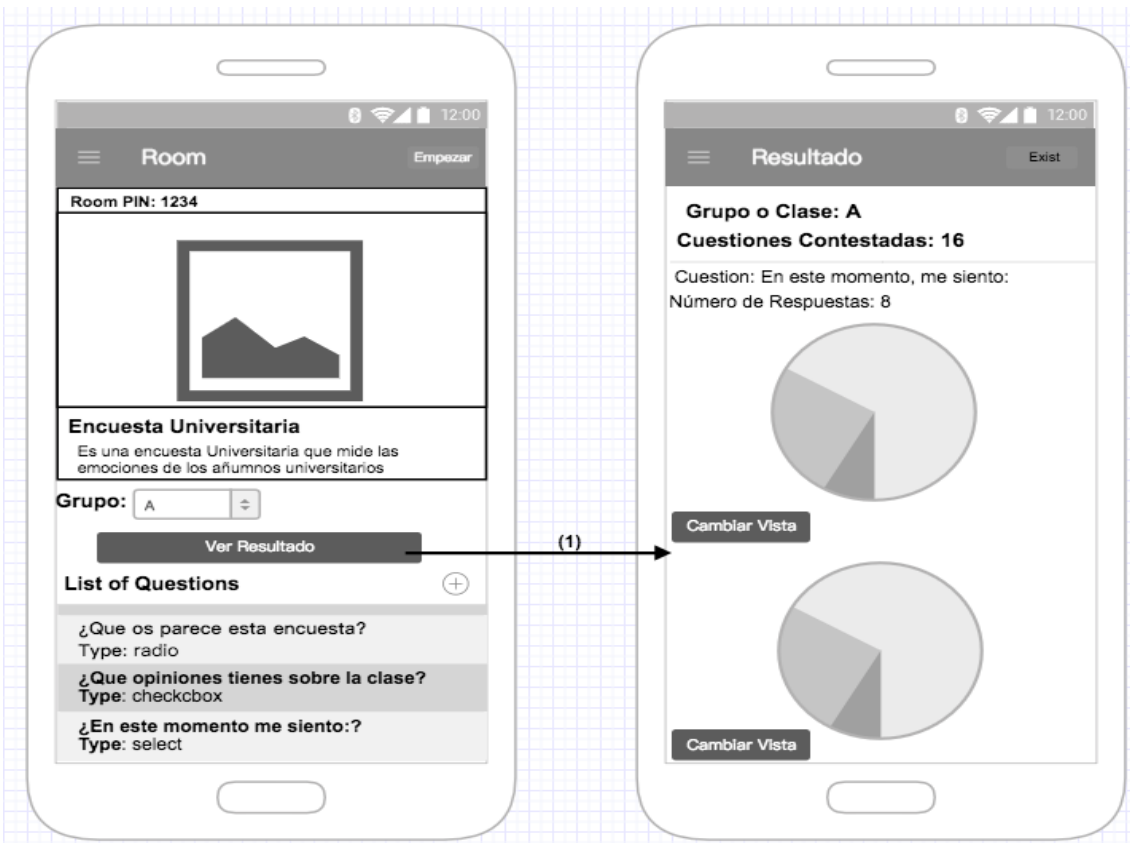 12:00
Room
Empezar
Room PIN: 1234
Encuesta Universitaria
Es una encuesta Universitaria que mide las
emociones de los añumnos universitarios
Grupo: A
Ver Resultado
List of Questions
¿Que os parece esta encuesta?
Type: radio
¿Que opiniones tienes sobre la clase?
Type: checkcbox
¿En este momento me siento:?
Type: select
(1)
12:00
Resultado
Exist
Grupo o Clase: A
Cuestiones Contestadas: 16
Cuestion: En este momento, me siento:
Número de Respuestas: 8
Cambiar Vista
Cambiar Vista